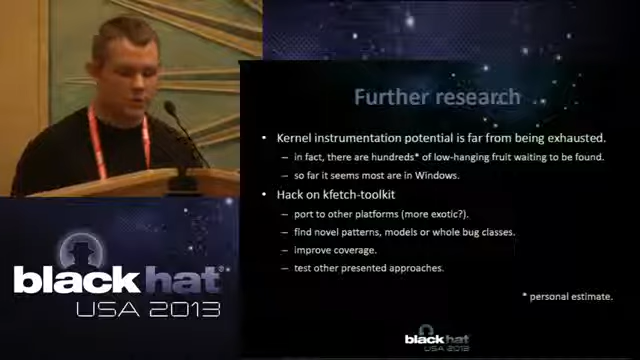 Further research
• Kernel instrumentation potential is far from being exhausted.
– in fact, there are hundreds* of low-hanging fruit waiting to be found.
– so far it seems most are in Windows.
• Hack on kfetch-toolkit
– port to other platforms (more exotic?).
– find novel patterns, models or whole bug classes.
– improve coverage.
– test other presented approaches.
* personal estimate.
black hat®
USA 2013
black hat
USA 2013